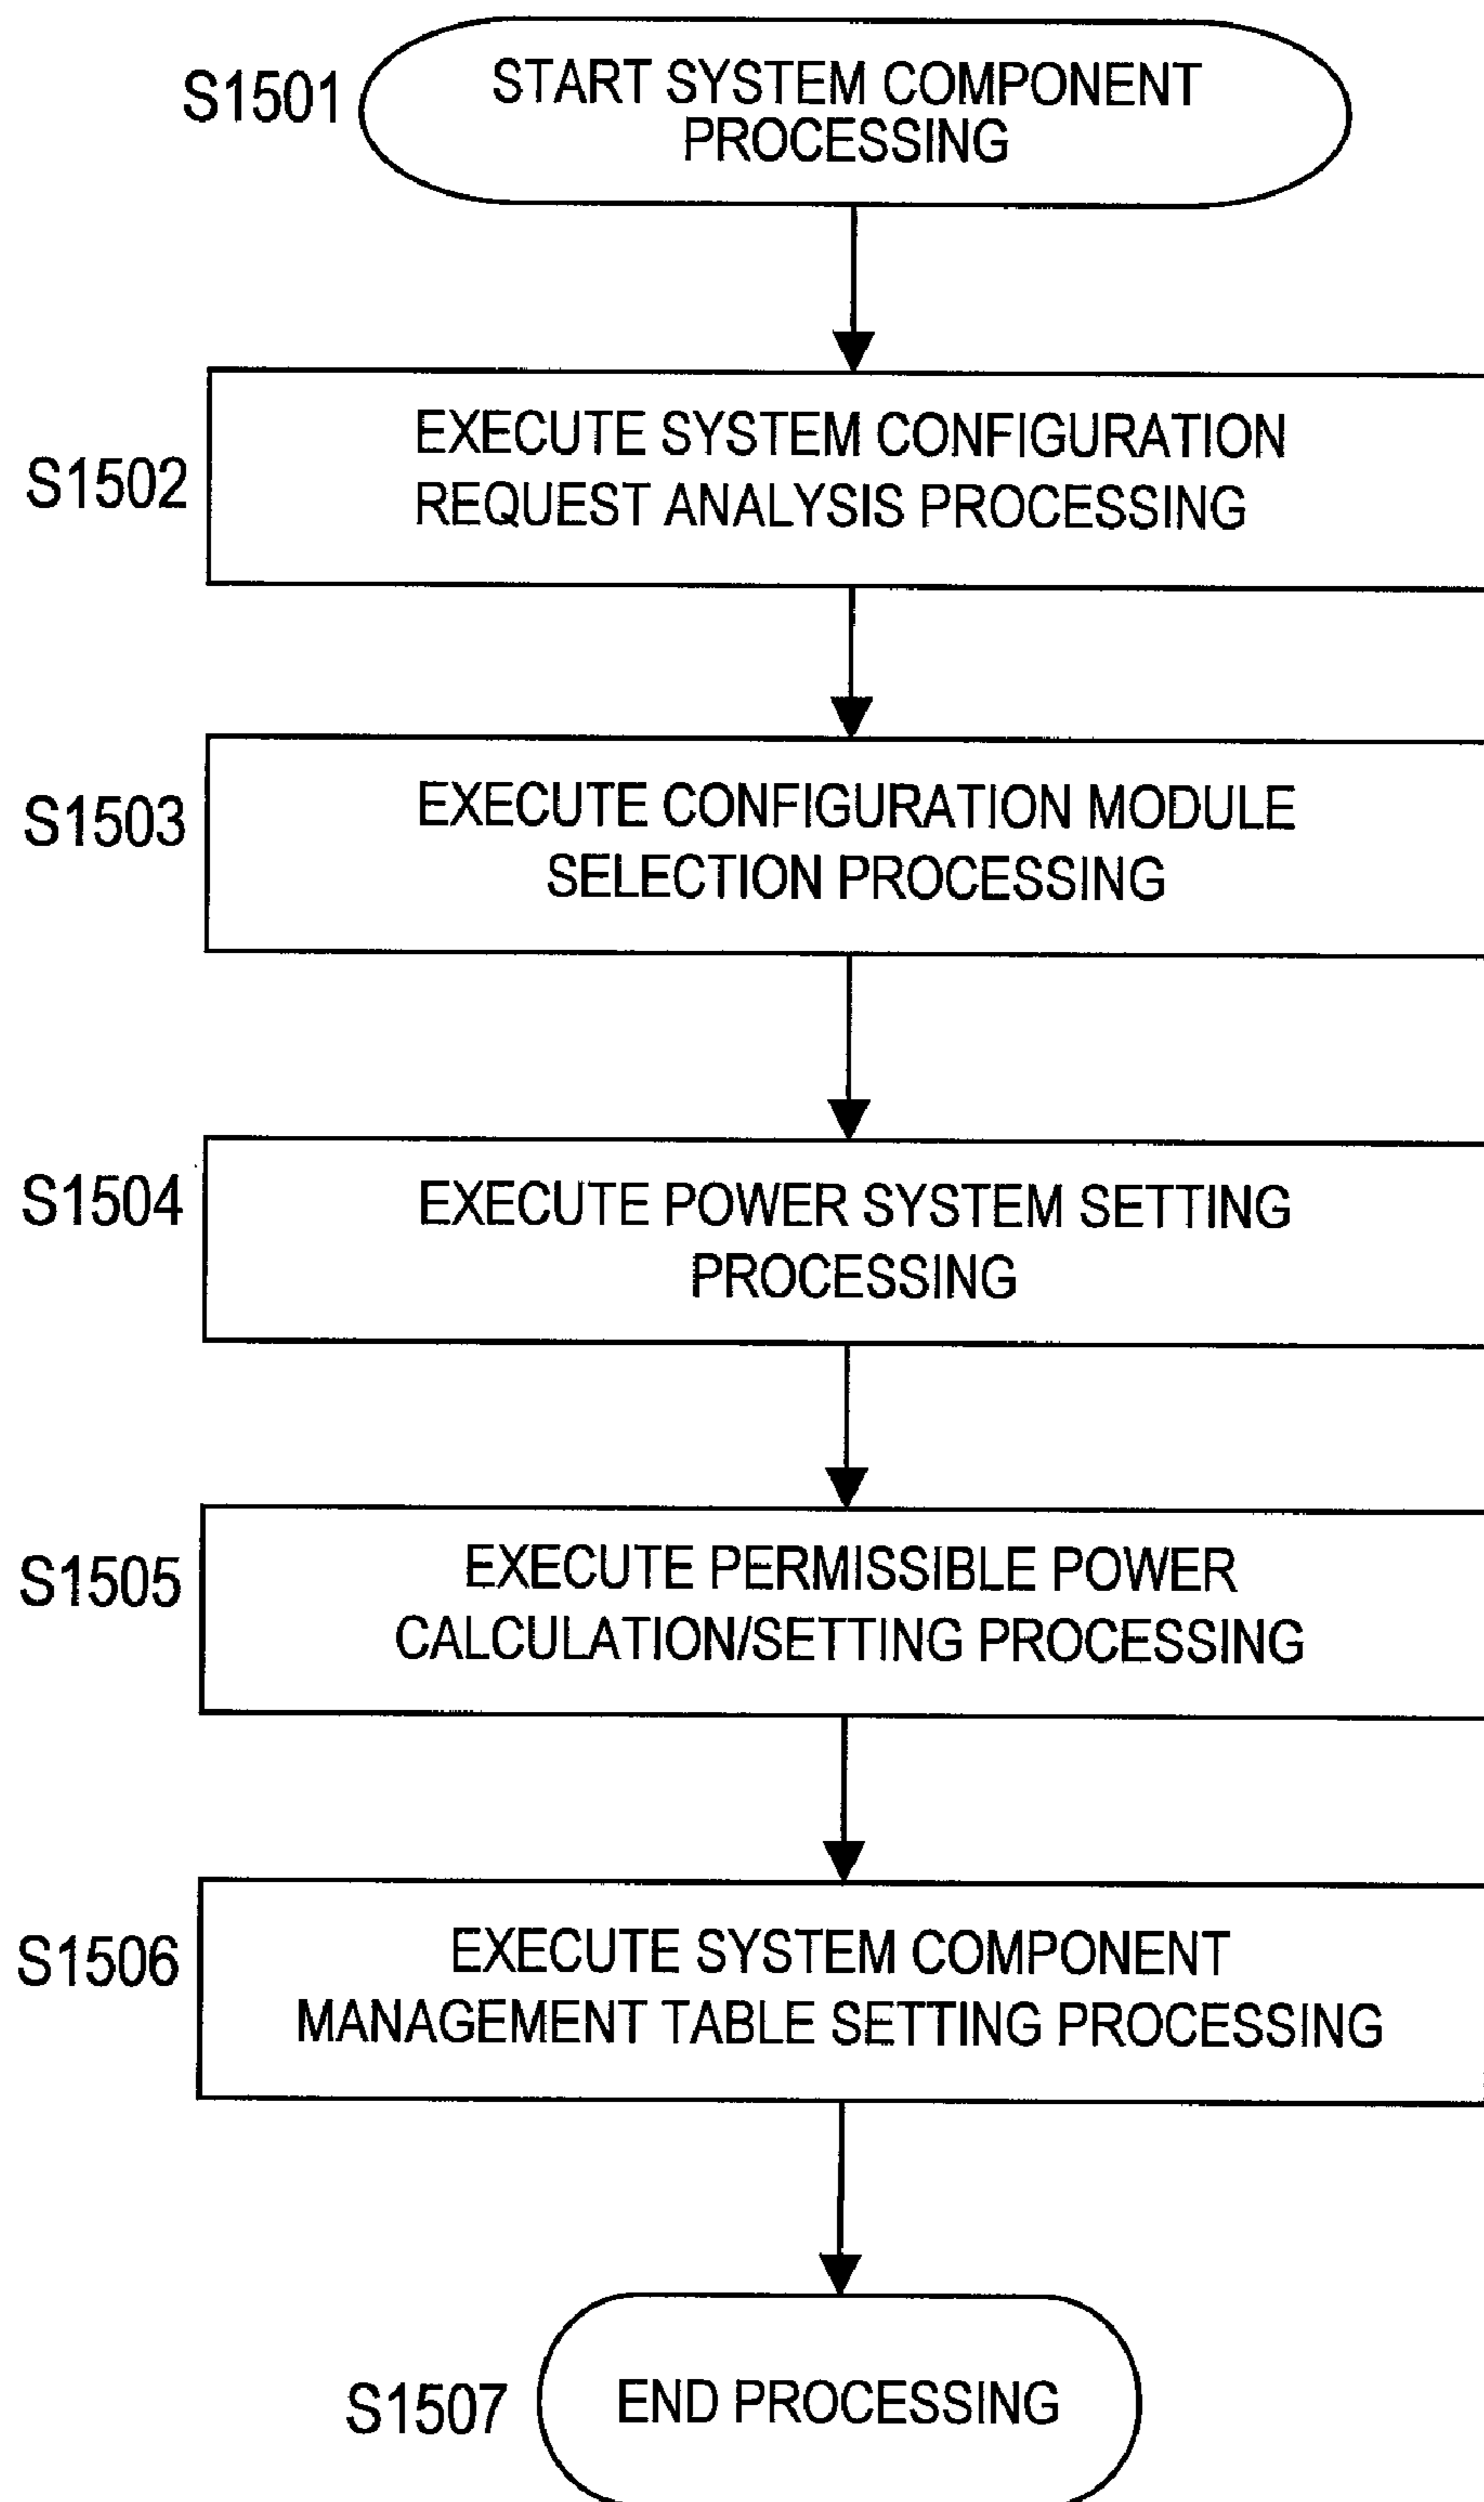 S1501
START SYSTEM COMPONENT
PROCESSING
S1502
EXECUTE SYSTEM CONFIGURATION
REQUEST ANALYSIS PROCESSING
S1503
EXECUTE CONFIGURATION MODULE
SELECTION PROCESSING
S1504
EXECUTE POWER SYSTEM SETTING
PROCESSING
S1505
EXECUTE PERMISSIBLE POWER
CALCULATION/SETTING PROCESSING
S1506
EXECUTE SYSTEM COMPONENT
MANAGEMENT TABLE SETTING PROCESSING
S1507
END PROCESSING